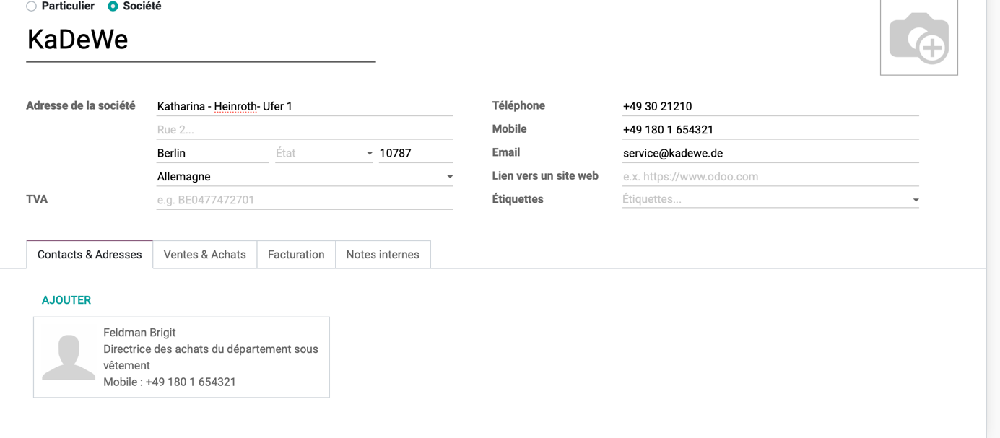 Particulier Société
KaDeWe
Adresse de la société Katharina - Heinroth- Ufer 1
Rue 2...
Berlin État 10787
Allemagne
TVA e.g. BE0477472701
Téléphone +49 30 21210
Mobile +49 180 1 654321
Email service@kadewe.de
Lien vers un site web e.x. https://www.odoo.com
Étiquettes Étiquettes...
Contacts & Adresses Ventes & Achats Facturation Notes internes
AJOUTER
Feldman Brigit
Directrice des achats du département sous
vêtement
Mobile : +49 180 1 654321